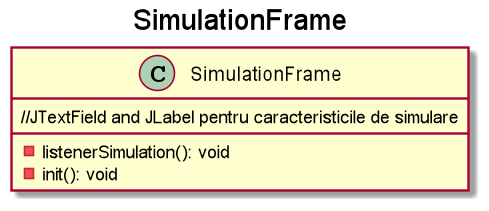 SimulationFrame
C SimulationFrame
//JTextField and JLabel pentru caracteristicile de simulare
listenerSimulation(): void
init(): void